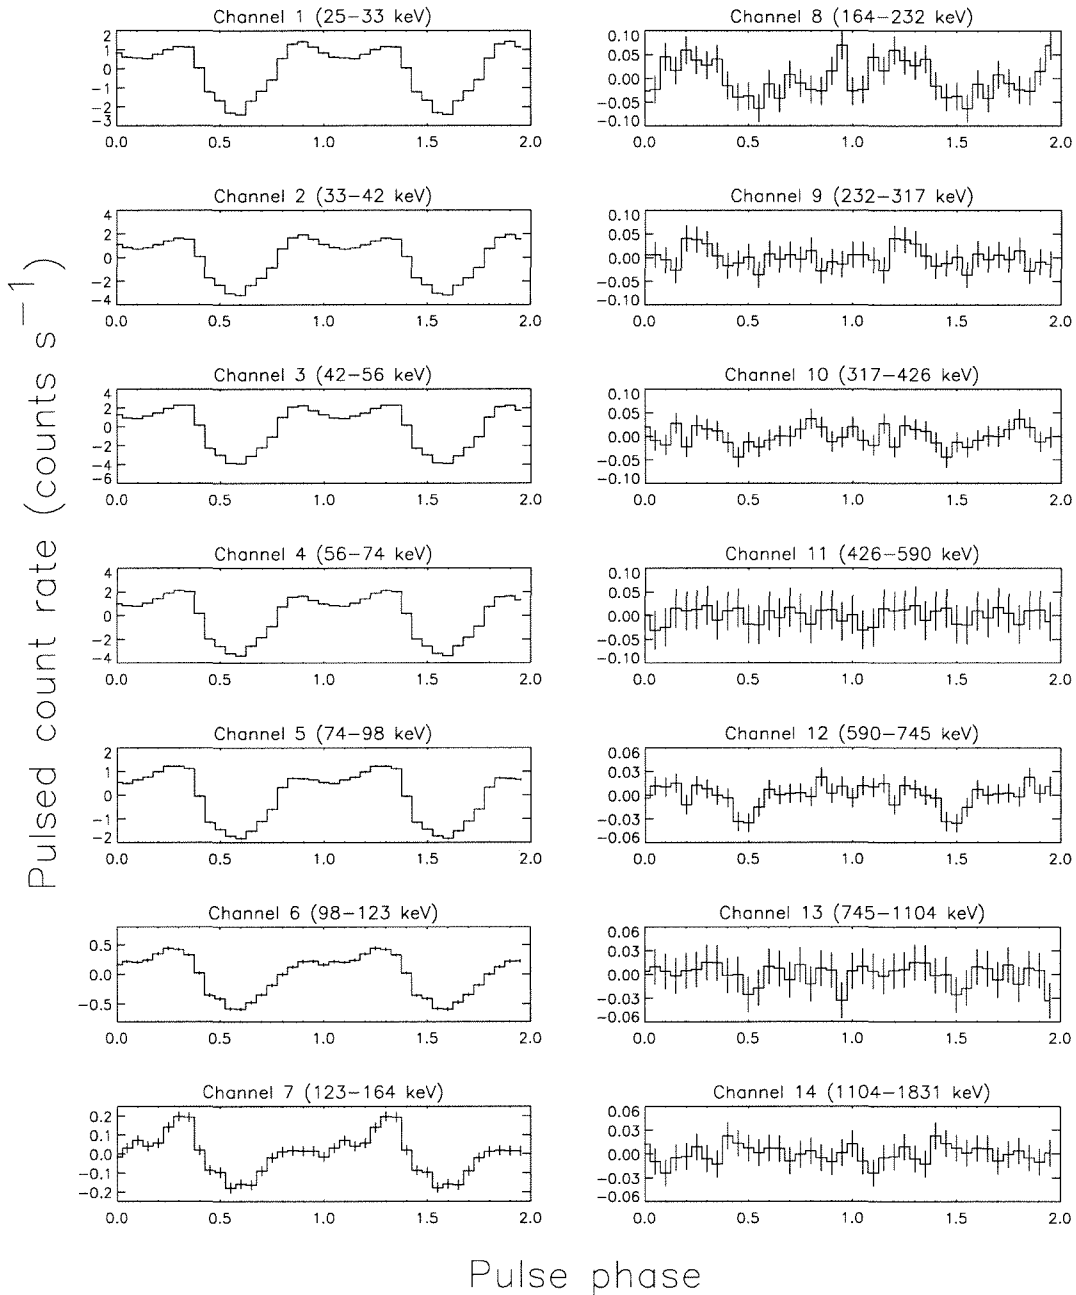 Pulsed count rate (counts s⁻¹)
Channel 1 (25−33 keV)
2
1
0
−1
−2
−3
0.0 0.5 1.0 1.5 2.0
Channel 2 (33−42 keV)
4
2
0
−2
−4
0.0 0.5 1.0 1.5 2.0
Channel 3 (42−56 keV)
4
2
0
−2
−4
−6
0.0 0.5 1.0 1.5 2.0
Channel 4 (56−74 keV)
4
2
0
−2
−4
0.0 0.5 1.0 1.5 2.0
Channel 5 (74−98 keV)
2
1
0
−1
−2
0.0 0.5 1.0 1.5 2.0
Channel 6 (98−123 keV)
0.5
0.0
−0.5
0.0 0.5 1.0 1.5 2.0
Channel 7 (123−164 keV)
0.2
0.1
0.0
−0.1
−0.2
0.0 0.5 1.0 1.5 2.0
Channel 8 (164−232 keV)
0.10
0.05
0.00
−0.05
−0.10
0.0 0.5 1.0 1.5 2.0
Channel 9 (232−317 keV)
0.10
0.05
0.00
−0.05
−0.10
0.0 0.5 1.0 1.5 2.0
Channel 10 (317−426 keV)
0.10
0.05
0.00
−0.05
−0.10
0.0 0.5 1.0 1.5 2.0
Channel 11 (426−590 keV)
0.10
0.05
0.00
−0.05
−0.10
0.0 0.5 1.0 1.5 2.0
Channel 12 (590−745 keV)
0.06
0.03
0.00
−0.03
−0.06
0.0 0.5 1.0 1.5 2.0
Channel 13 (745−1104 keV)
0.06
0.03
0.00
−0.03
−0.06
0.0 0.5 1.0 1.5 2.0
Channel 14 (1104−1831 keV)
0.06
0.03
0.00
−0.03
−0.06
0.0 0.5 1.0 1.5 2.0
Pulse phase